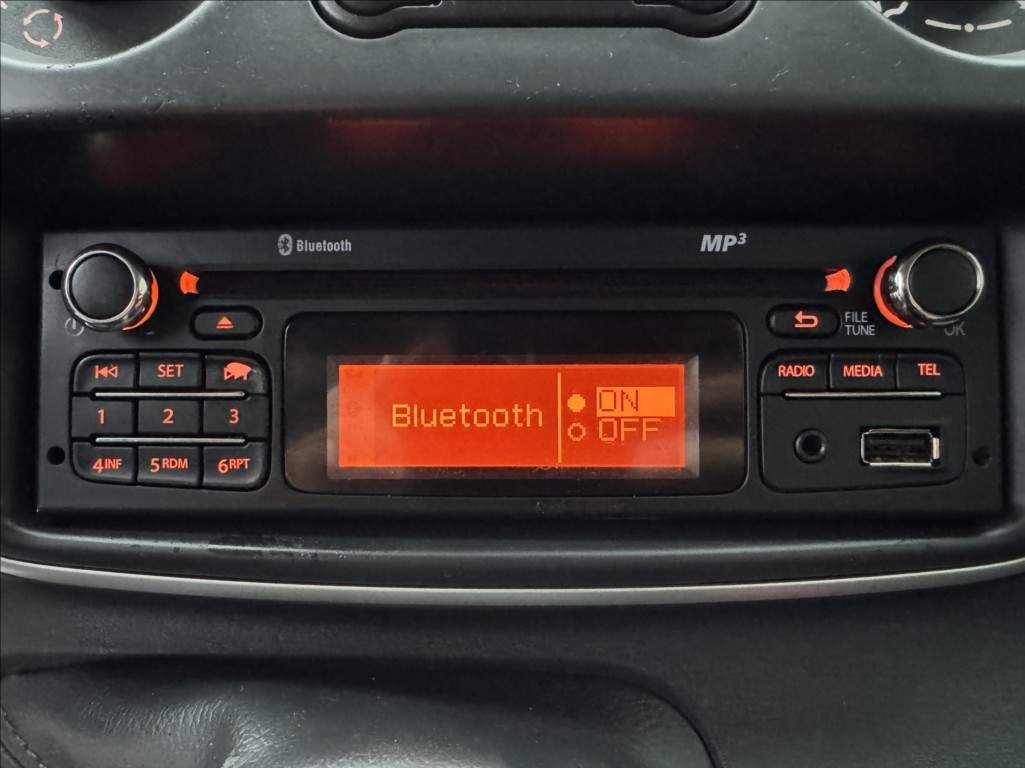 Bluetooth
MP3
FILE
TUNE
OK
SET
RADIO
MEDIA
TEL
Bluetooth
ON
OFF
1
2
3
4INF
5RDM
6RPT